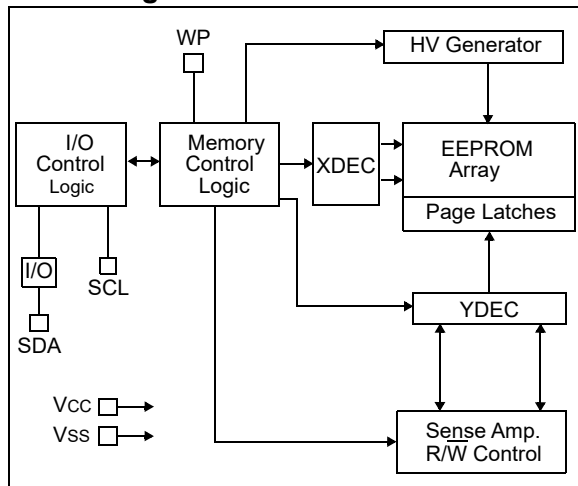 WP
HV Generator
I/O
Control
Logic
Memory
Control
Logic
XDEC
EEPROM
Array
Page Latches
I/O
SCL
SDA
YDEC
VCC
VSS
Sense Amp.
R/W̅ Control